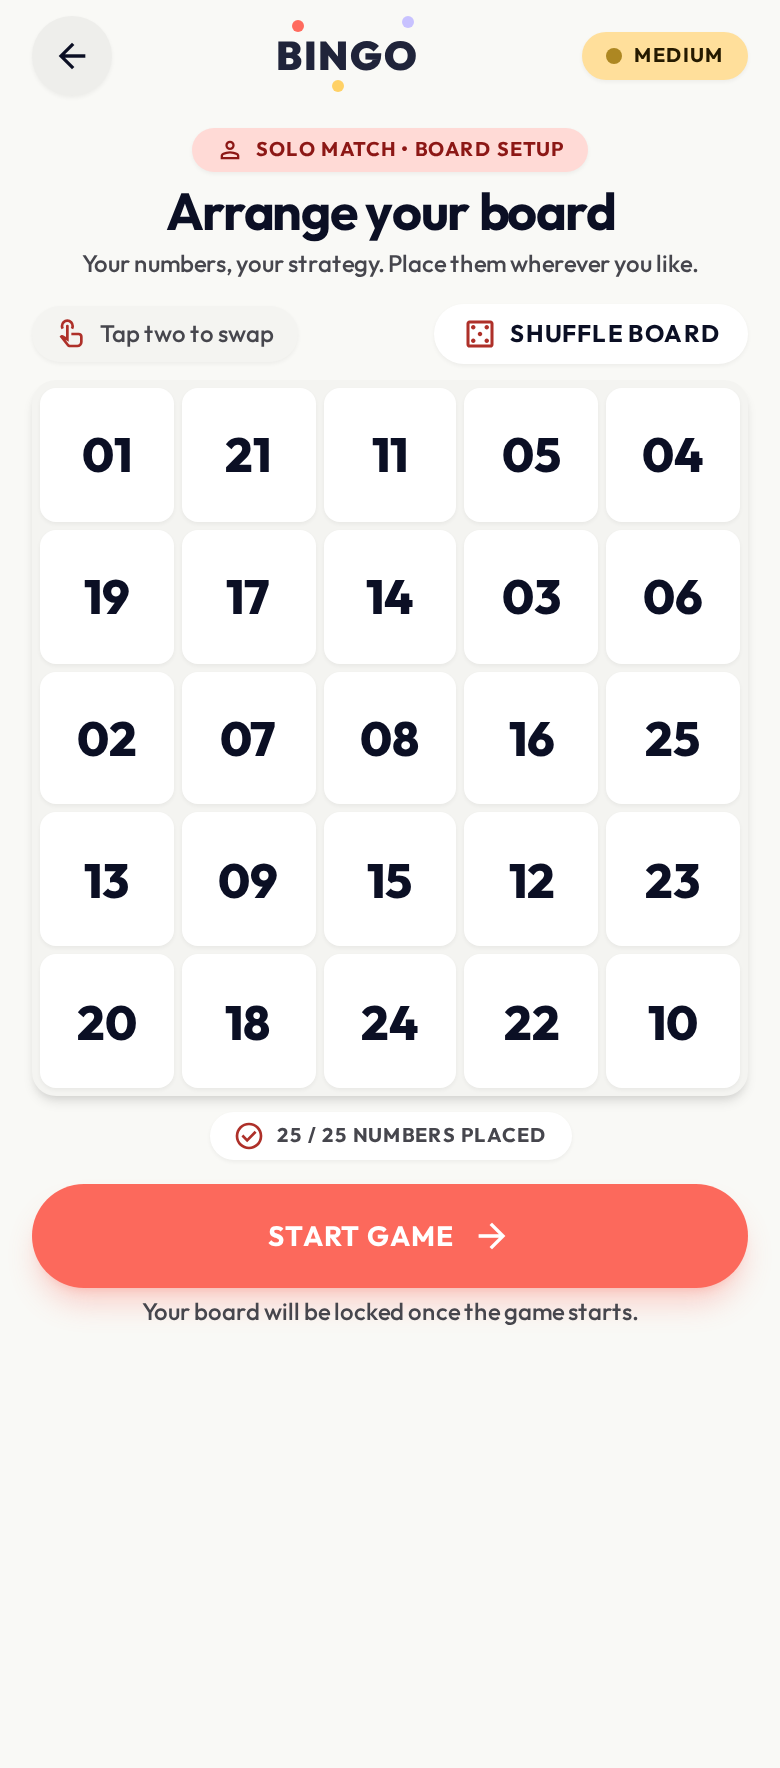 BINGO
MEDIUM
SOLO MATCH • BOARD SETUP
Arrange your board
Your numbers, your strategy. Place them wherever you like.
Tap two to swap
SHUFFLE BOARD
01 21 11 05 04
19 17 14 03 06
02 07 08 16 25
13 09 15 12 23
20 18 24 22 10
25 / 25 NUMBERS PLACED
START GAME
Your board will be locked once the game starts.